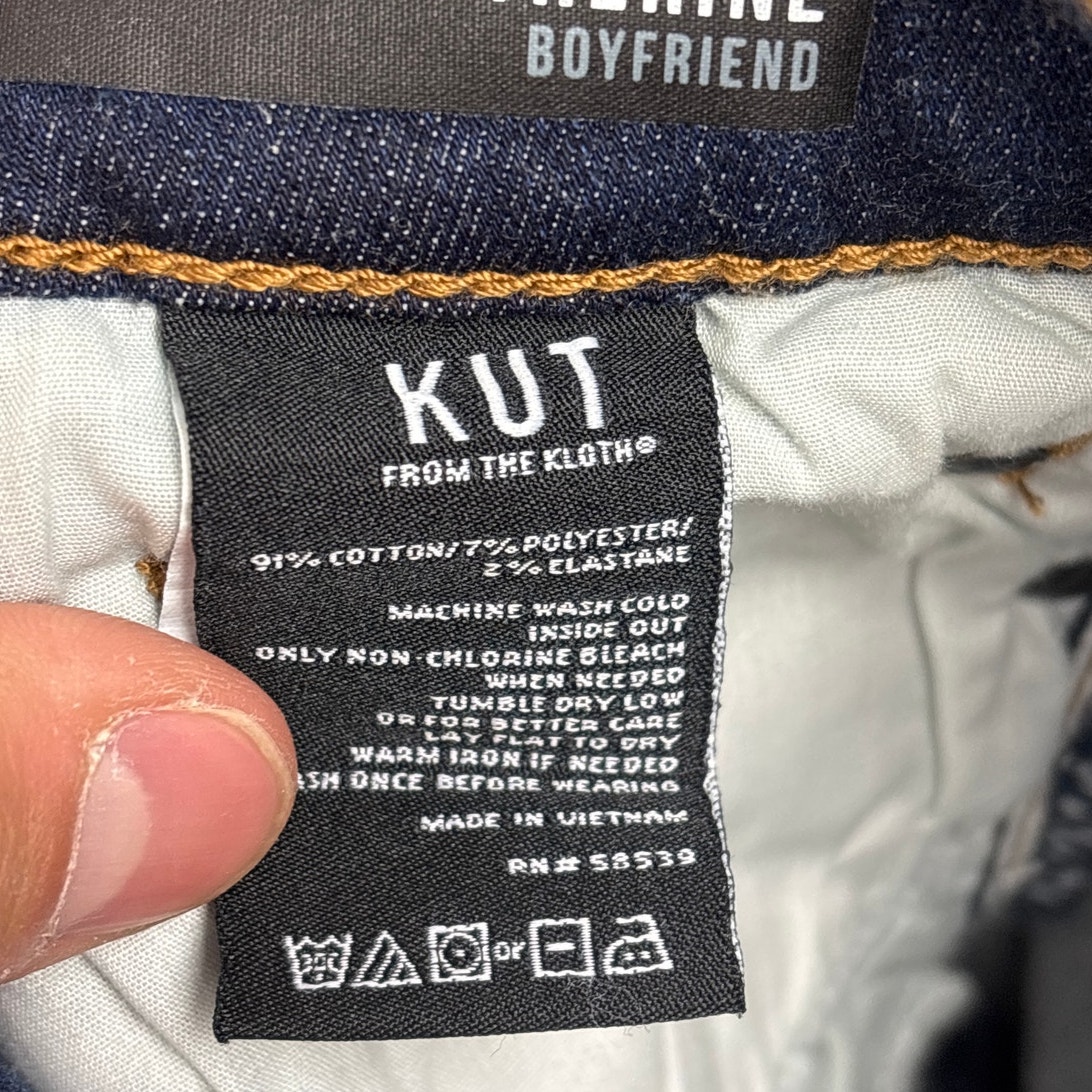 BOYFRIEND
KUT
FROM THE KLOTH®
91% COTTON/7% POLYESTER/
2% ELASTANE
MACHINE WASH COLD
INSIDE OUT
ONLY NON-CHLORINE BLEACH
WHEN NEEDED
TUMBLE DRY LOW
OR FOR BETTER CARE
LAY FLAT TO DRY
WARM IRON IF NEEDED
ONCE BEFORE WEARING
MADE IN VIETNAM
RN# 58539
or